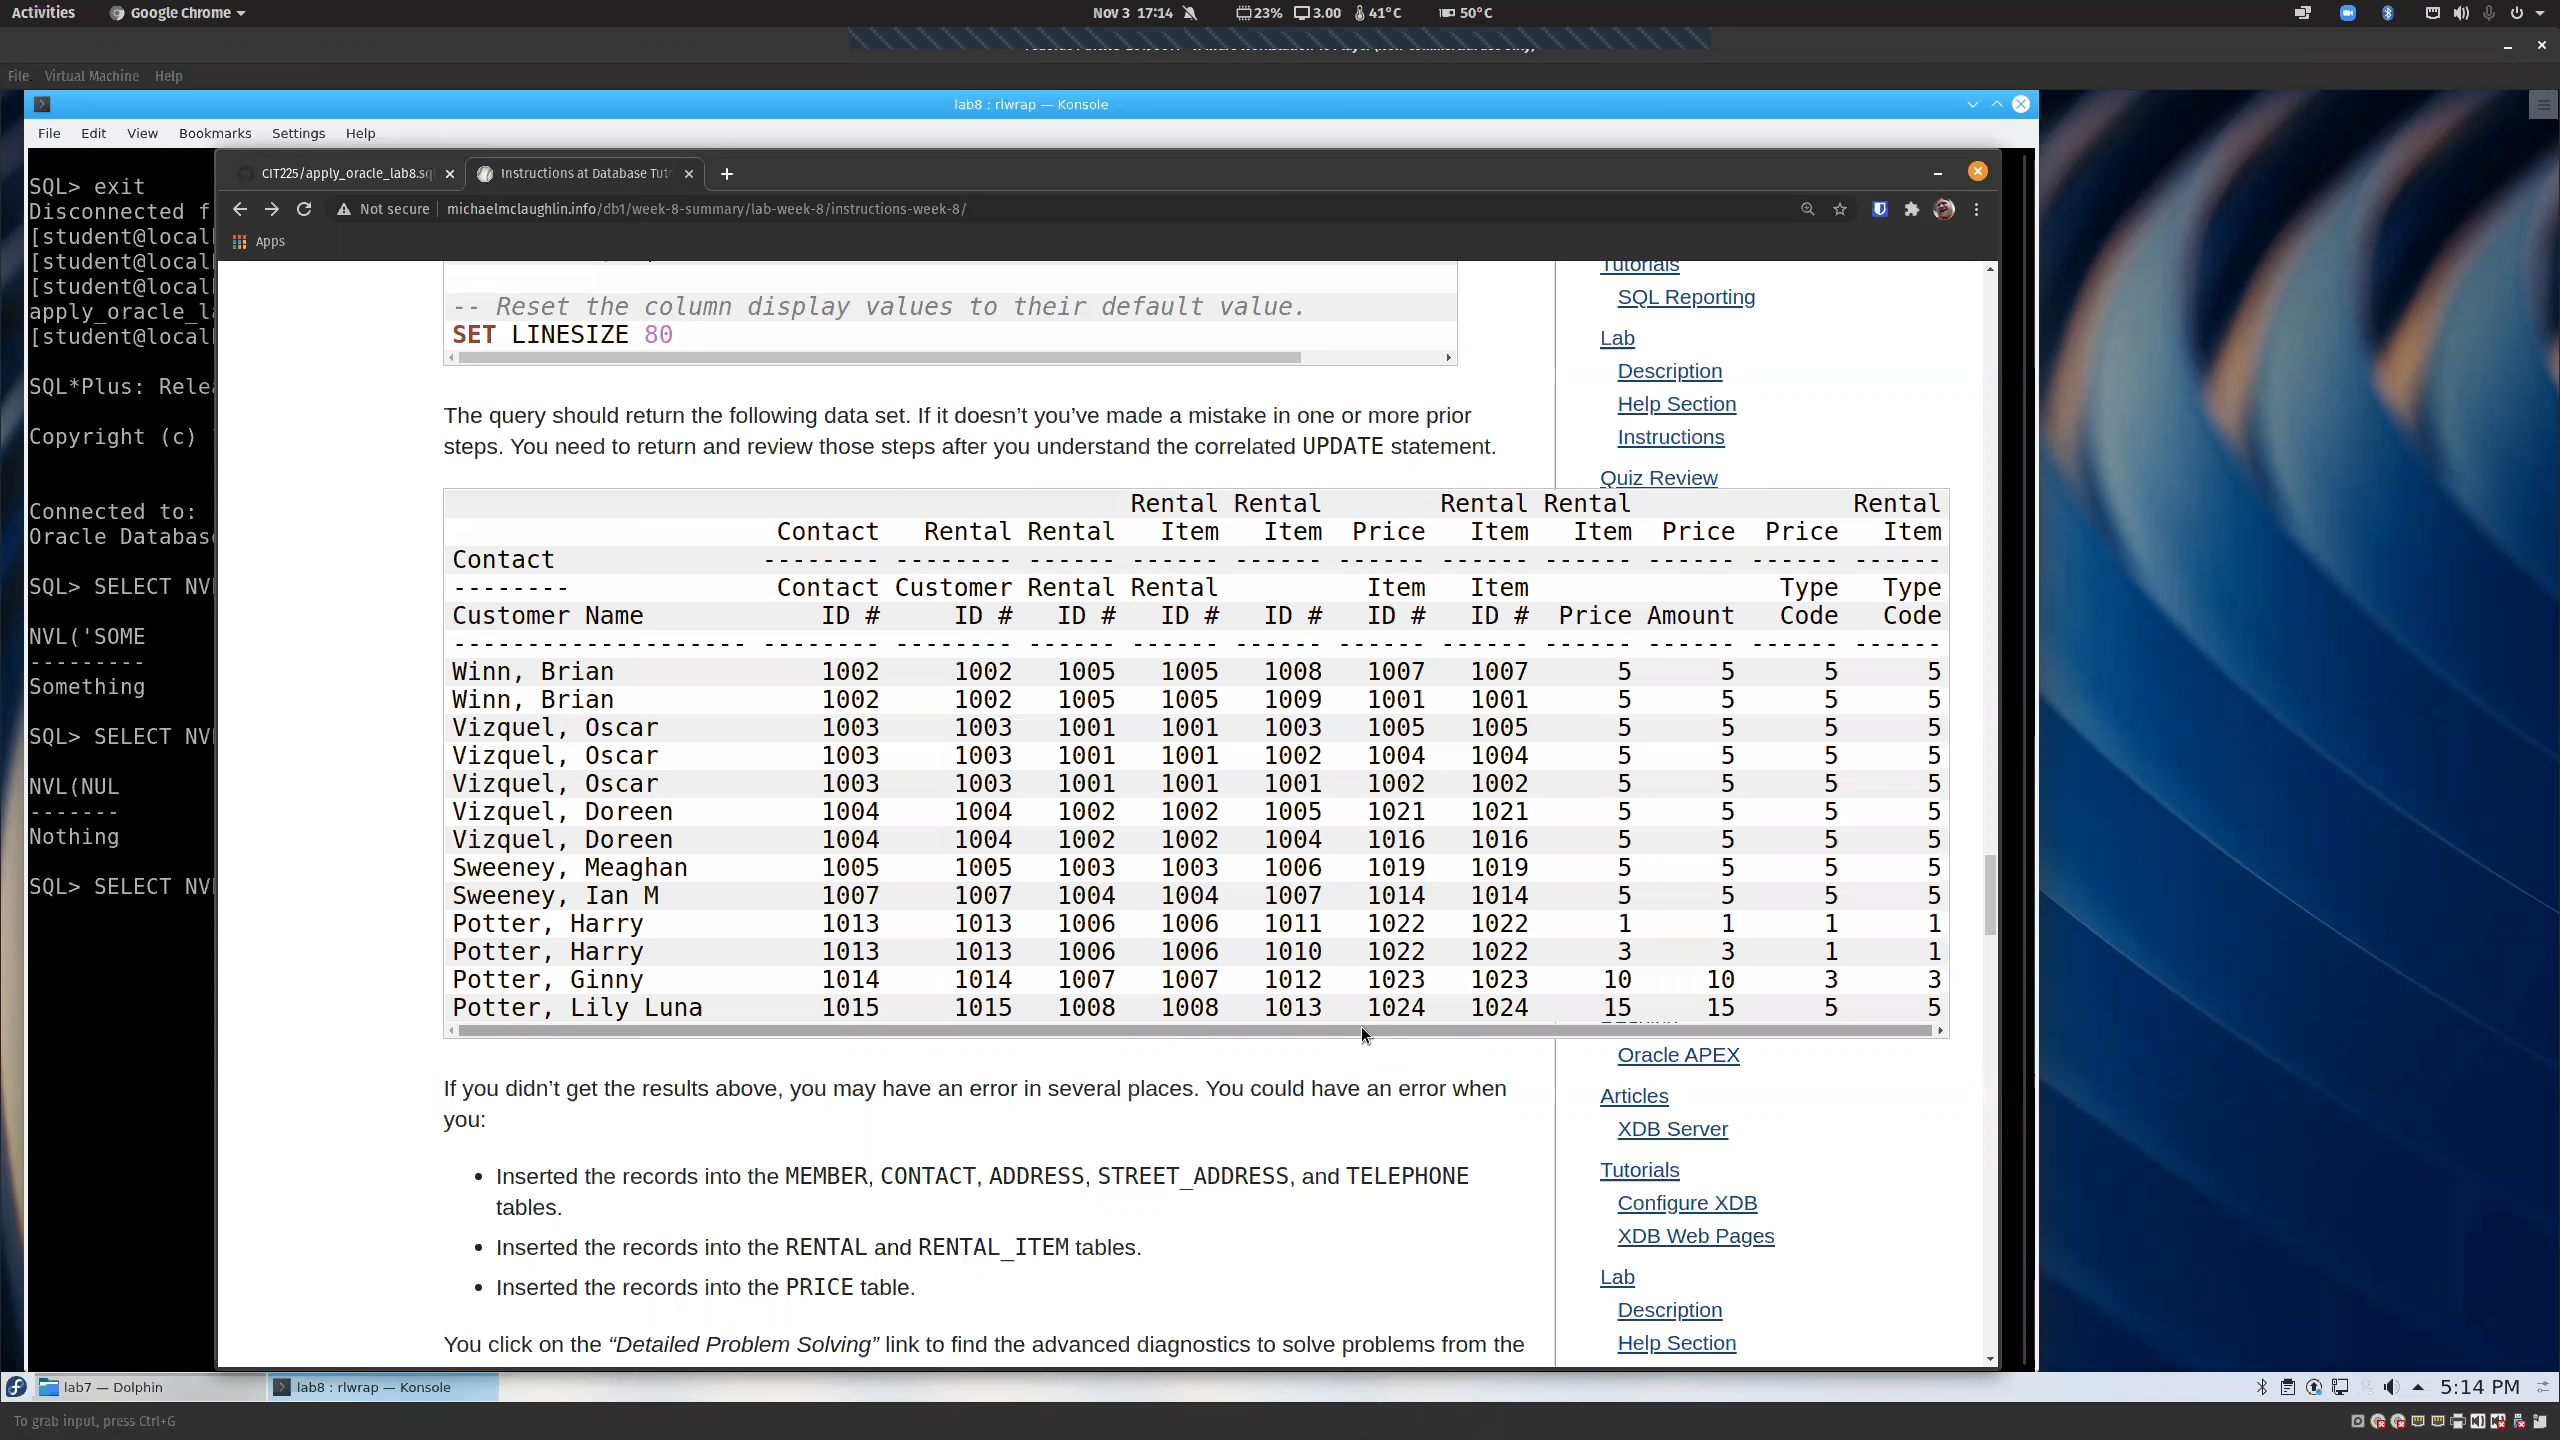 Activities Google Chrome Nov 3 17:14 23% 3.00 41°C 50°C
File Virtual Machine Help
lab8 : rlwrap — Konsole
File Edit View Bookmarks Settings Help
CIT225/apply_oracle_lab8.sq Instructions at Database Tut
Not secure michaelmclaughlin.info/db1/week-8-summary/lab-week-8/instructions-week-8/
Apps
SQL> exit
Disconnected f
[student@local
[student@local
[student@local
apply_oracle_l
[student@local
SQL*Plus: Rele
Copyright (c)
Connected to:
Oracle Databas
SQL> SELECT NV
NVL('SOME
---------
Something
SQL> SELECT NV
NVL(NUL
-------
Nothing
SQL> SELECT NV
-- Reset the column display values to their default value.
SET LINESIZE 80
The query should return the following data set. If it doesn’t you’ve made a mistake in one or more prior
steps. You need to return and review those steps after you understand the correlated UPDATE statement.
Rental Rental Rental Rental Rental
Contact Rental Rental Item Item Price Item Item Price Price Item
Contact -------- -------- ------ ------ ------ ------ ------ ------ ------ ------ ------
-------- Contact Customer Rental Rental Item Item Type Type
Customer Name ID # ID # ID # ID # ID # ID # ID # Price Amount Code Code
-------------------- -------- -------- ------ ------ ------ ------ ------ ------ ------ ------ ------
Winn, Brian 1002 1002 1005 1005 1008 1007 1007 5 5 5 5
Winn, Brian 1002 1002 1005 1005 1009 1001 1001 5 5 5 5
Vizquel, Oscar 1003 1003 1001 1001 1003 1005 1005 5 5 5 5
Vizquel, Oscar 1003 1003 1001 1001 1002 1004 1004 5 5 5 5
Vizquel, Oscar 1003 1003 1001 1001 1001 1002 1002 5 5 5 5
Vizquel, Doreen 1004 1004 1002 1002 1005 1021 1021 5 5 5 5
Vizquel, Doreen 1004 1004 1002 1002 1004 1016 1016 5 5 5 5
Sweeney, Meaghan 1005 1005 1003 1003 1006 1019 1019 5 5 5 5
Sweeney, Ian M 1007 1007 1004 1004 1007 1014 1014 5 5 5 5
Potter, Harry 1013 1013 1006 1006 1011 1022 1022 1 1 1 1
Potter, Harry 1013 1013 1006 1006 1010 1022 1022 3 3 1 1
Potter, Ginny 1014 1014 1007 1007 1012 1023 1023 10 10 3 3
Potter, Lily Luna 1015 1015 1008 1008 1013 1024 1024 15 15 5 5
If you didn’t get the results above, you may have an error in several places. You could have an error when
you:
• Inserted the records into the MEMBER, CONTACT, ADDRESS, STREET_ADDRESS, and TELEPHONE
tables.
• Inserted the records into the RENTAL and RENTAL_ITEM tables.
• Inserted the records into the PRICE table.
You click on the “Detailed Problem Solving” link to find the advanced diagnostics to solve problems from the
Tutorials
SQL Reporting
Lab
Description
Help Section
Instructions
Quiz Review
Oracle APEX
Articles
XDB Server
Tutorials
Configure XDB
XDB Web Pages
Lab
Description
Help Section
lab7 — Dolphin lab8 : rlwrap — Konsole 5:14 PM
To grab input, press Ctrl+G